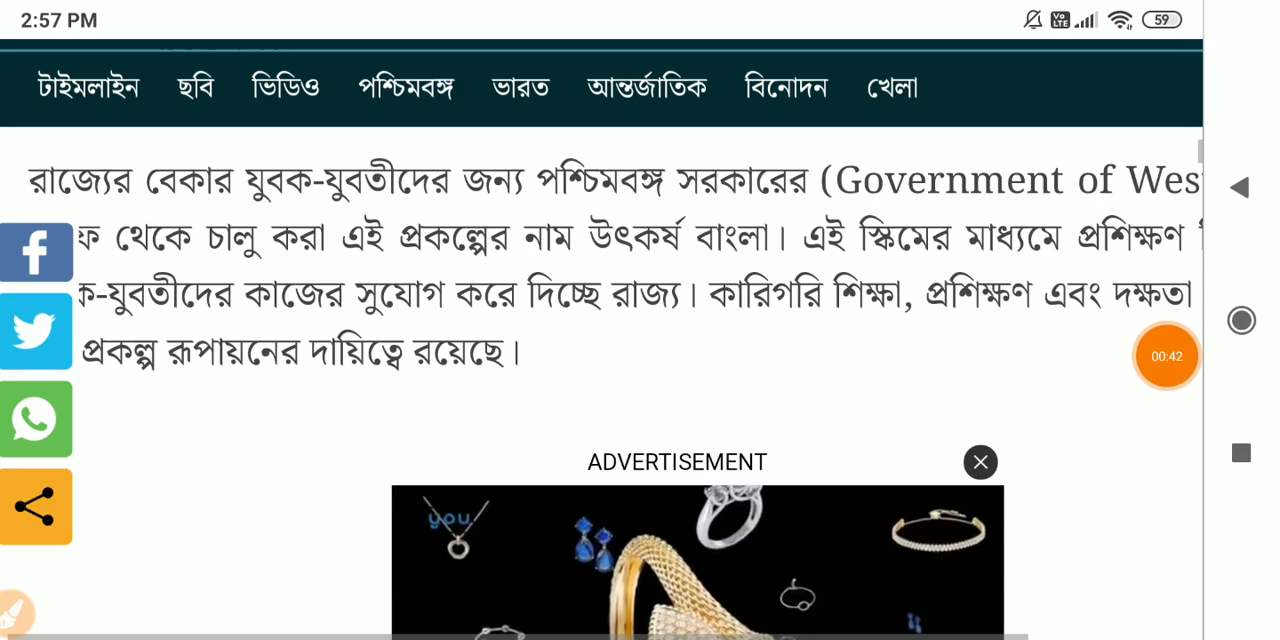 2:57 PM
Vo LTE
59
টাইমলাইন ছবি ভিডিও পশ্চিমবঙ্গ ভারত আন্তর্জাতিক বিনোদন খেলা
রাজ্যের বেকার যুবক-যুবতীদের জন্য পশ্চিমবঙ্গ সরকারের (Government of Wes
থেকে চালু করা এই প্রকল্পের নাম উৎকর্ষ বাংলা। এই স্কিমের মাধ্যমে প্রশিক্ষণ
ক-যুবতীদের কাজের সুযোগ করে দিচ্ছে রাজ্য। কারিগরি শিক্ষা, প্রশিক্ষণ এবং দক্ষতা
প্রকল্প রূপায়নের দায়িত্বে রয়েছে।
00:42
ADVERTISEMENT
you